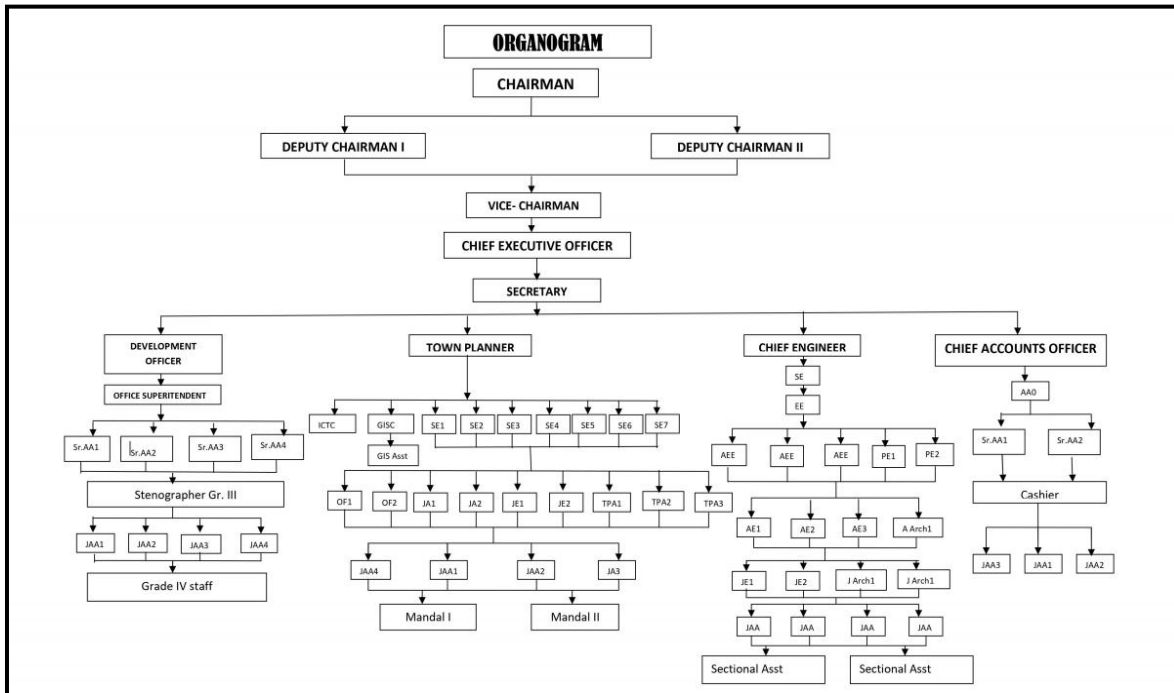 ORGANOGRAM
CHAIRMAN
DEPUTY CHAIRMAN I
DEPUTY CHAIRMAN II
VICE- CHAIRMAN
CHIEF EXECUTIVE OFFICER
SECRETARY
DEVELOPMENT
OFFICER
TOWN PLANNER
CHIEF ENGINEER
CHIEF ACCOUNTS OFFICER
OFFICE SUPERITENDENT
Sr.AA1
Sr.AA2
Sr.AA3
Sr.AA4
Stenographer Gr. III
JAA1
JAA2
JAA3
JAA4
Grade IV staff
ICTC
GISC
SE1
SE2
SE3
SE4
SE5
SE6
SE7
GIS Asst
OF1
OF2
JA1
JA2
JE1
JE2
TPA1
TPA2
TPA3
JAA4
JAA1
JAA2
JA3
Mandal I
Mandal II
SE
EE
AEE
AEE
AEE
PE1
PE2
AE1
AE2
AE3
A Arch1
JE1
JE2
J Arch1
J Arch1
JAA
JAA
JAA
JAA
Sectional Asst
Sectional Asst
AA0
Sr.AA1
Sr.AA2
Cashier
JAA3
JAA1
JAA2